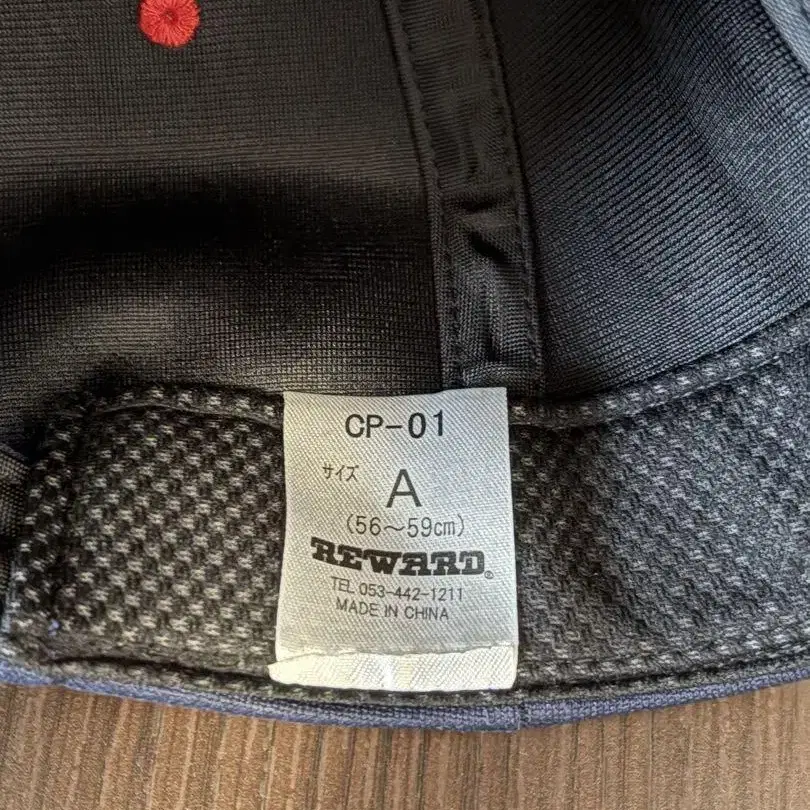 CP-01
サイズ
A
(56～59cm)
REWARD®
TEL 053-442-1211
MADE IN CHINA